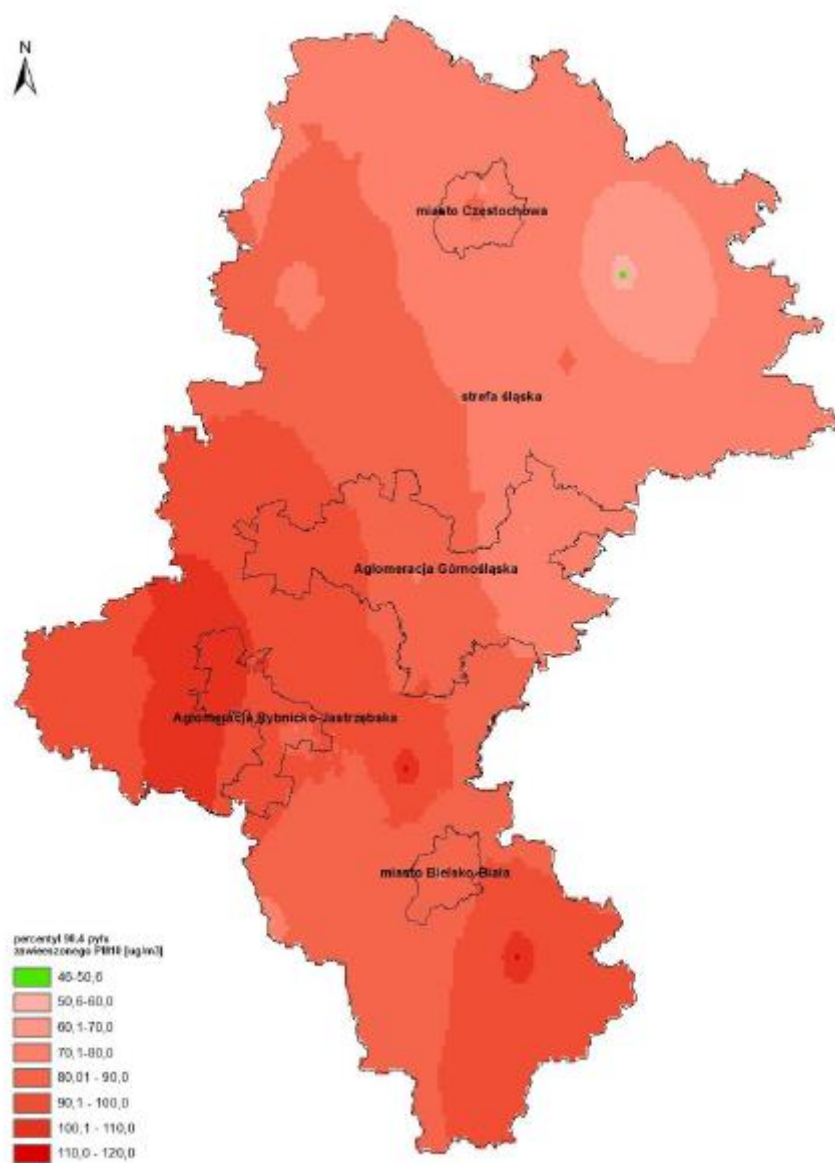 N
miasto Częstochowa
strefa śląska
Aglomeracja Górnośląska
Aglomeracja Rybnicko-Jastrzębska
miasto Bielsko-Biała
percentyl 90,4 pyłu
zawieszonego PM10 [ug/m3]
46-50,6
50,6-60,0
60,1-70,0
70,1-80,0
80,01 - 90,0
90,1 - 100,0
100,1 - 110,0
110,0 - 120,0